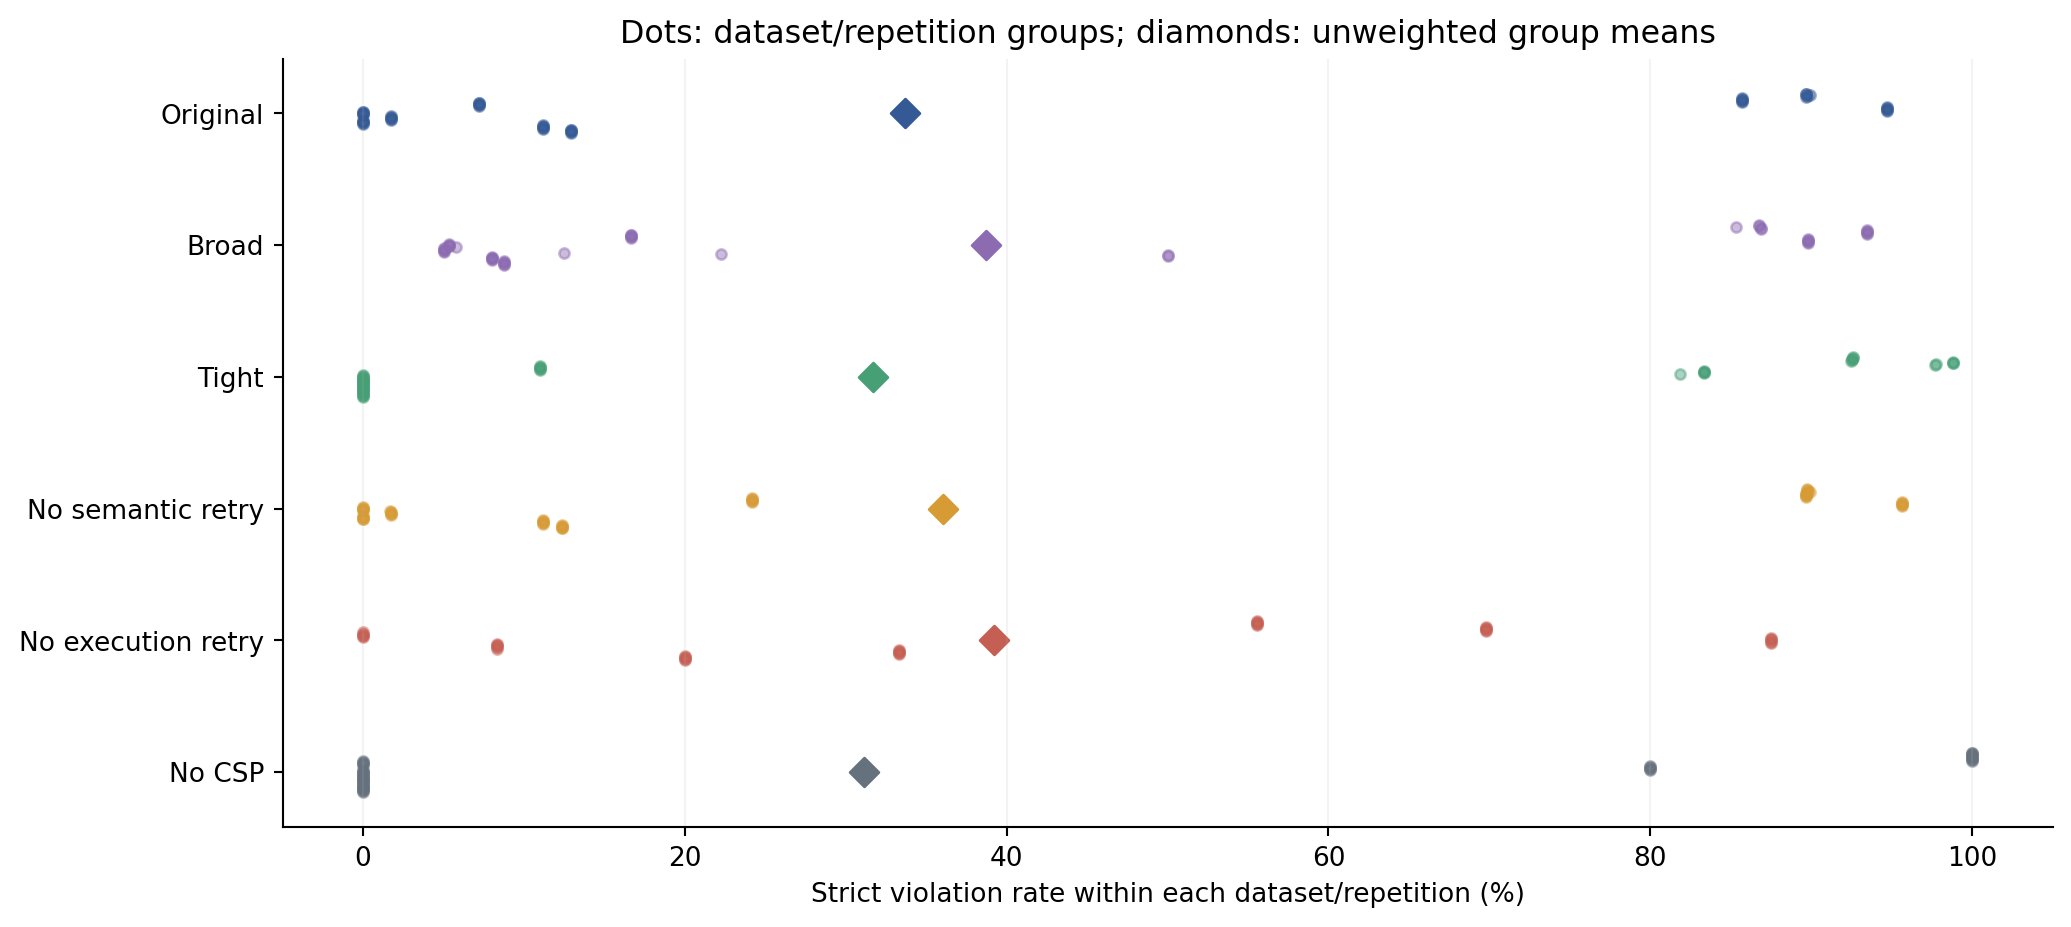 Dots: dataset/repetition groups; diamonds: unweighted group means
Original
Broad
Tight
No semantic retry
No execution retry
No CSP
0 20 40 60 80 100
Strict violation rate within each dataset/repetition (%)